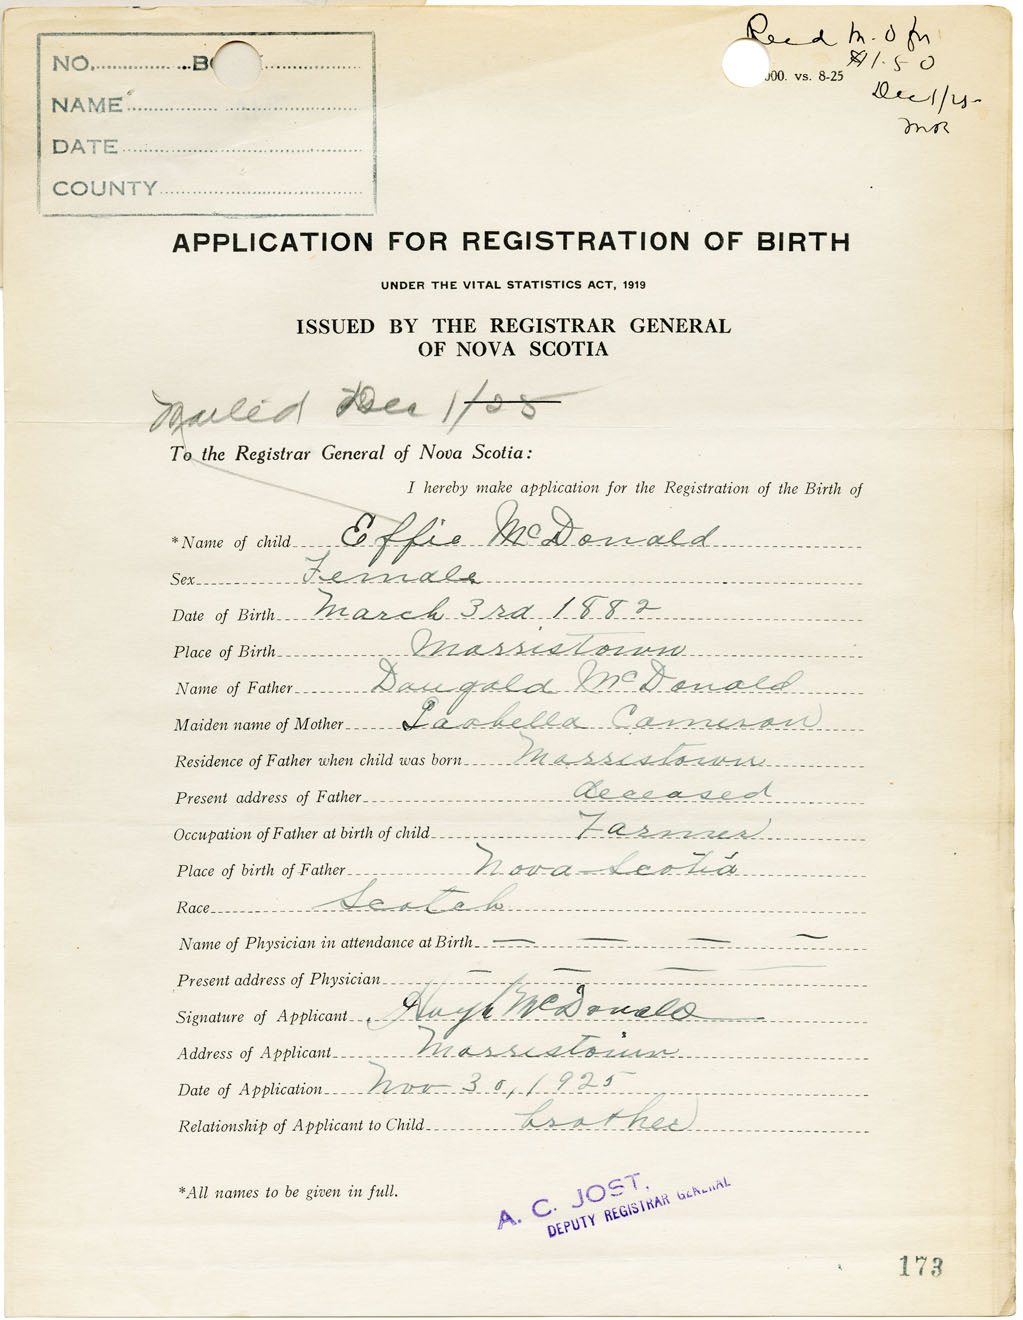 NO. B
NAME
DATE
COUNTY
Recd M.O for
$1.50
000. vs. 8-25
Dec 1/25
APPLICATION FOR REGISTRATION OF BIRTH
UNDER THE VITAL STATISTICS ACT, 1919
ISSUED BY THE REGISTRAR GENERAL
OF NOVA SCOTIA
Mailed Dec 1/25
To the Registrar General of Nova Scotia:
I hereby make application for the Registration of the Birth of
*Name of child Effie McDonald
Sex Female
Date of Birth March 3rd 1882
Place of Birth Marristown
Name of Father Dougald McDonald
Maiden name of Mother Isabella Cameron
Residence of Father when child was born Marristown
Present address of Father deceased
Occupation of Father at birth of child Farmer
Place of birth of Father Nova Scotia
Race Scotch
Name of Physician in attendance at Birth — — — —
Present address of Physician — — — —
Signature of Applicant Hugh McDonald
Address of Applicant Marristown
Date of Application Nov 30, 1925
Relationship of Applicant to Child brother
*All names to be given in full.
A. C. JOST,
DEPUTY REGISTRAR GENERAL
173